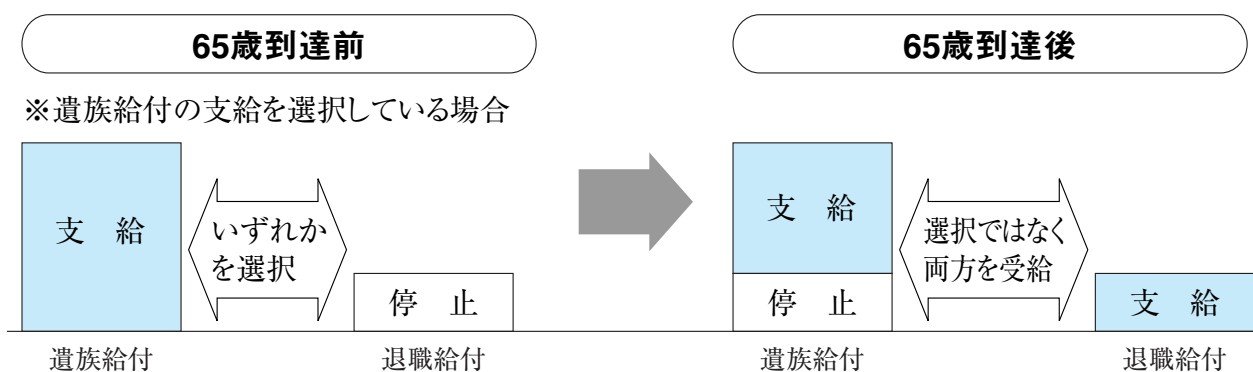 65歳到達前
※遺族給付の支給を選択している場合
支　給
いずれか
を選択
停　止
遺族給付
退職給付
65歳到達後
支　給
停　止
選択ではなく
両方を受給
支　給
遺族給付
退職給付